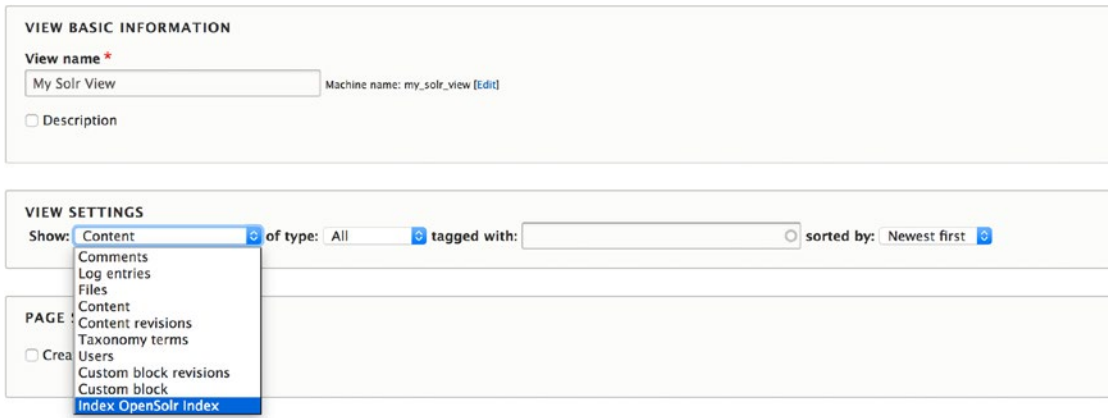 VIEW BASIC INFORMATION
View name *
My Solr View Machine name: my_solr_view [Edit]
Description
VIEW SETTINGS
Show: Content of type: All tagged with: sorted by: Newest first
Comments
Log entries
Files
Content
PAGE
Content revisions
Taxonomy terms
Users
Custom block revisions
Custom block
Index OpenSolr Index